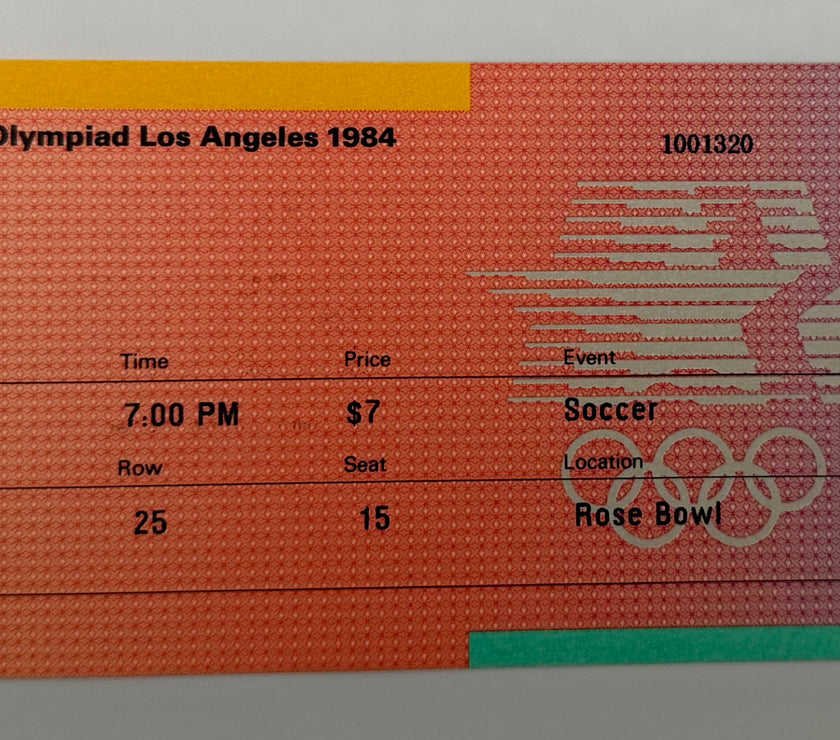 Olympiad Los Angeles 1984
1001320
Time Price Event
7:00 PM $7 Soccer
Row Seat Location
25 15 Rose Bowl